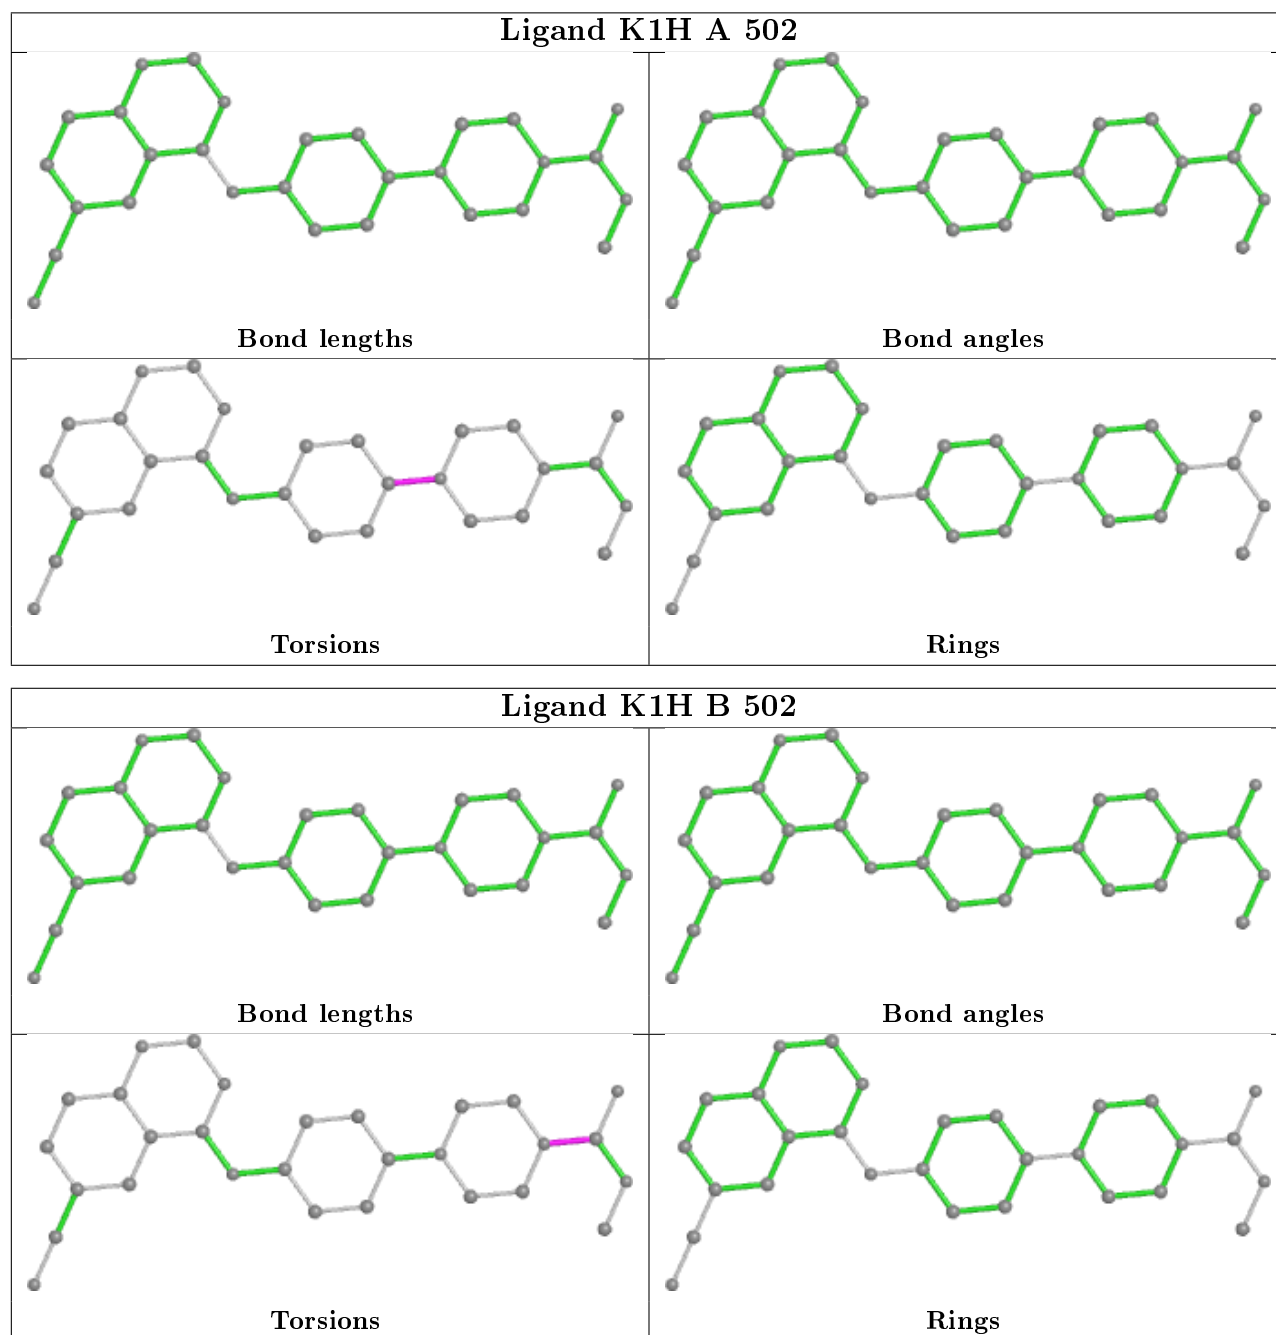 Ligand K1H A 502
Bond lengths
Bond angles
Torsions
Rings
Ligand K1H B 502
Bond lengths
Bond angles
Torsions
Rings